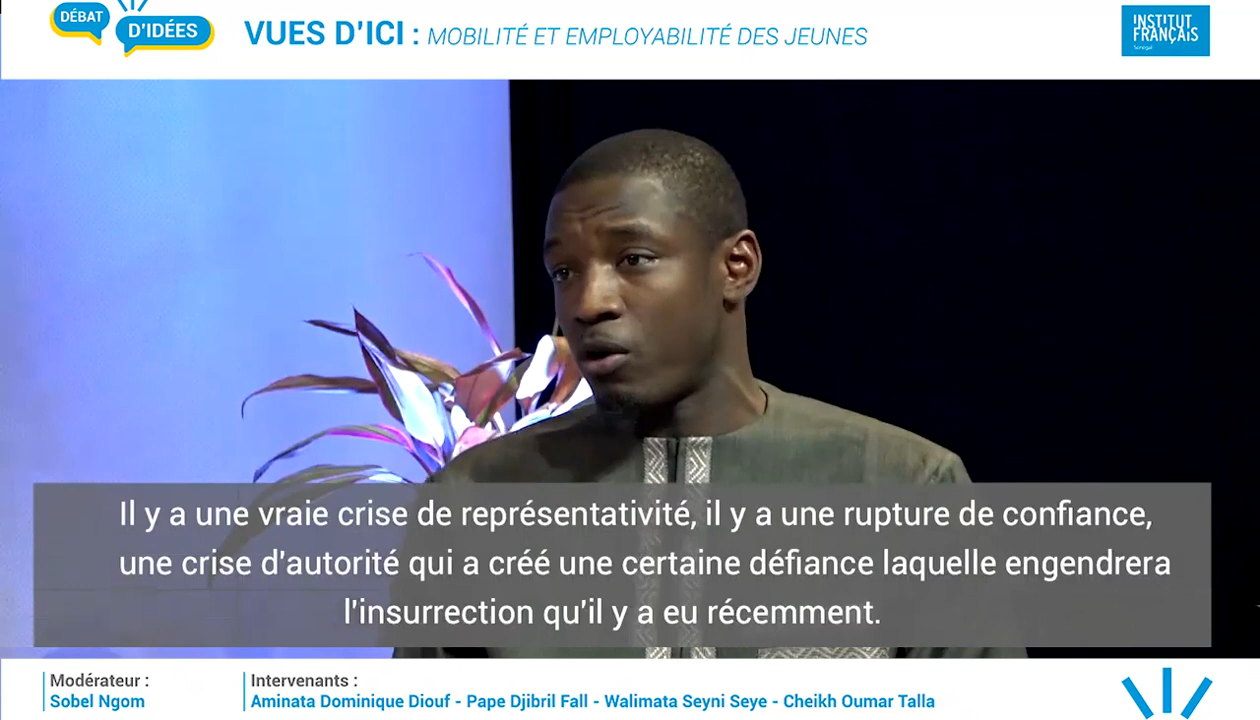 DÉBAT
D'IDÉES
VUES D'ICI : MOBILITÉ ET EMPLOYABILITÉ DES JEUNES
INSTITUT
FRANÇAIS
Sénégal
Il y a une vraie crise de représentativité, il y a une rupture de confiance,
une crise d'autorité qui a créé une certaine défiance laquelle engendrera
l'insurrection qu'il y a eu récemment.
Modérateur :
Sobel Ngom
Intervenants :
Aminata Dominique Diouf - Pape Djibril Fall - Walimata Seyni Seye - Cheikh Oumar Talla